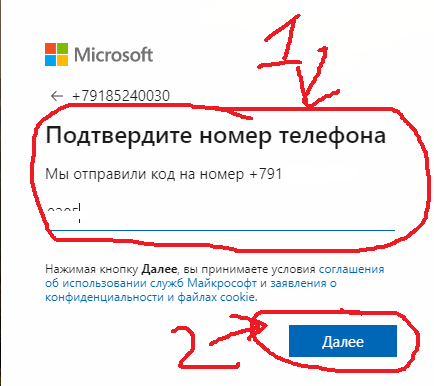 1
Microsoft
← +79185240030
Подтвердите номер телефона
Мы отправили код на номер +791
Нажимая кнопку Далее, вы принимаете условия соглашения
об использовании служб Майкрософт и заявления о
конфиденциальности и файлах cookie.
2
Далее